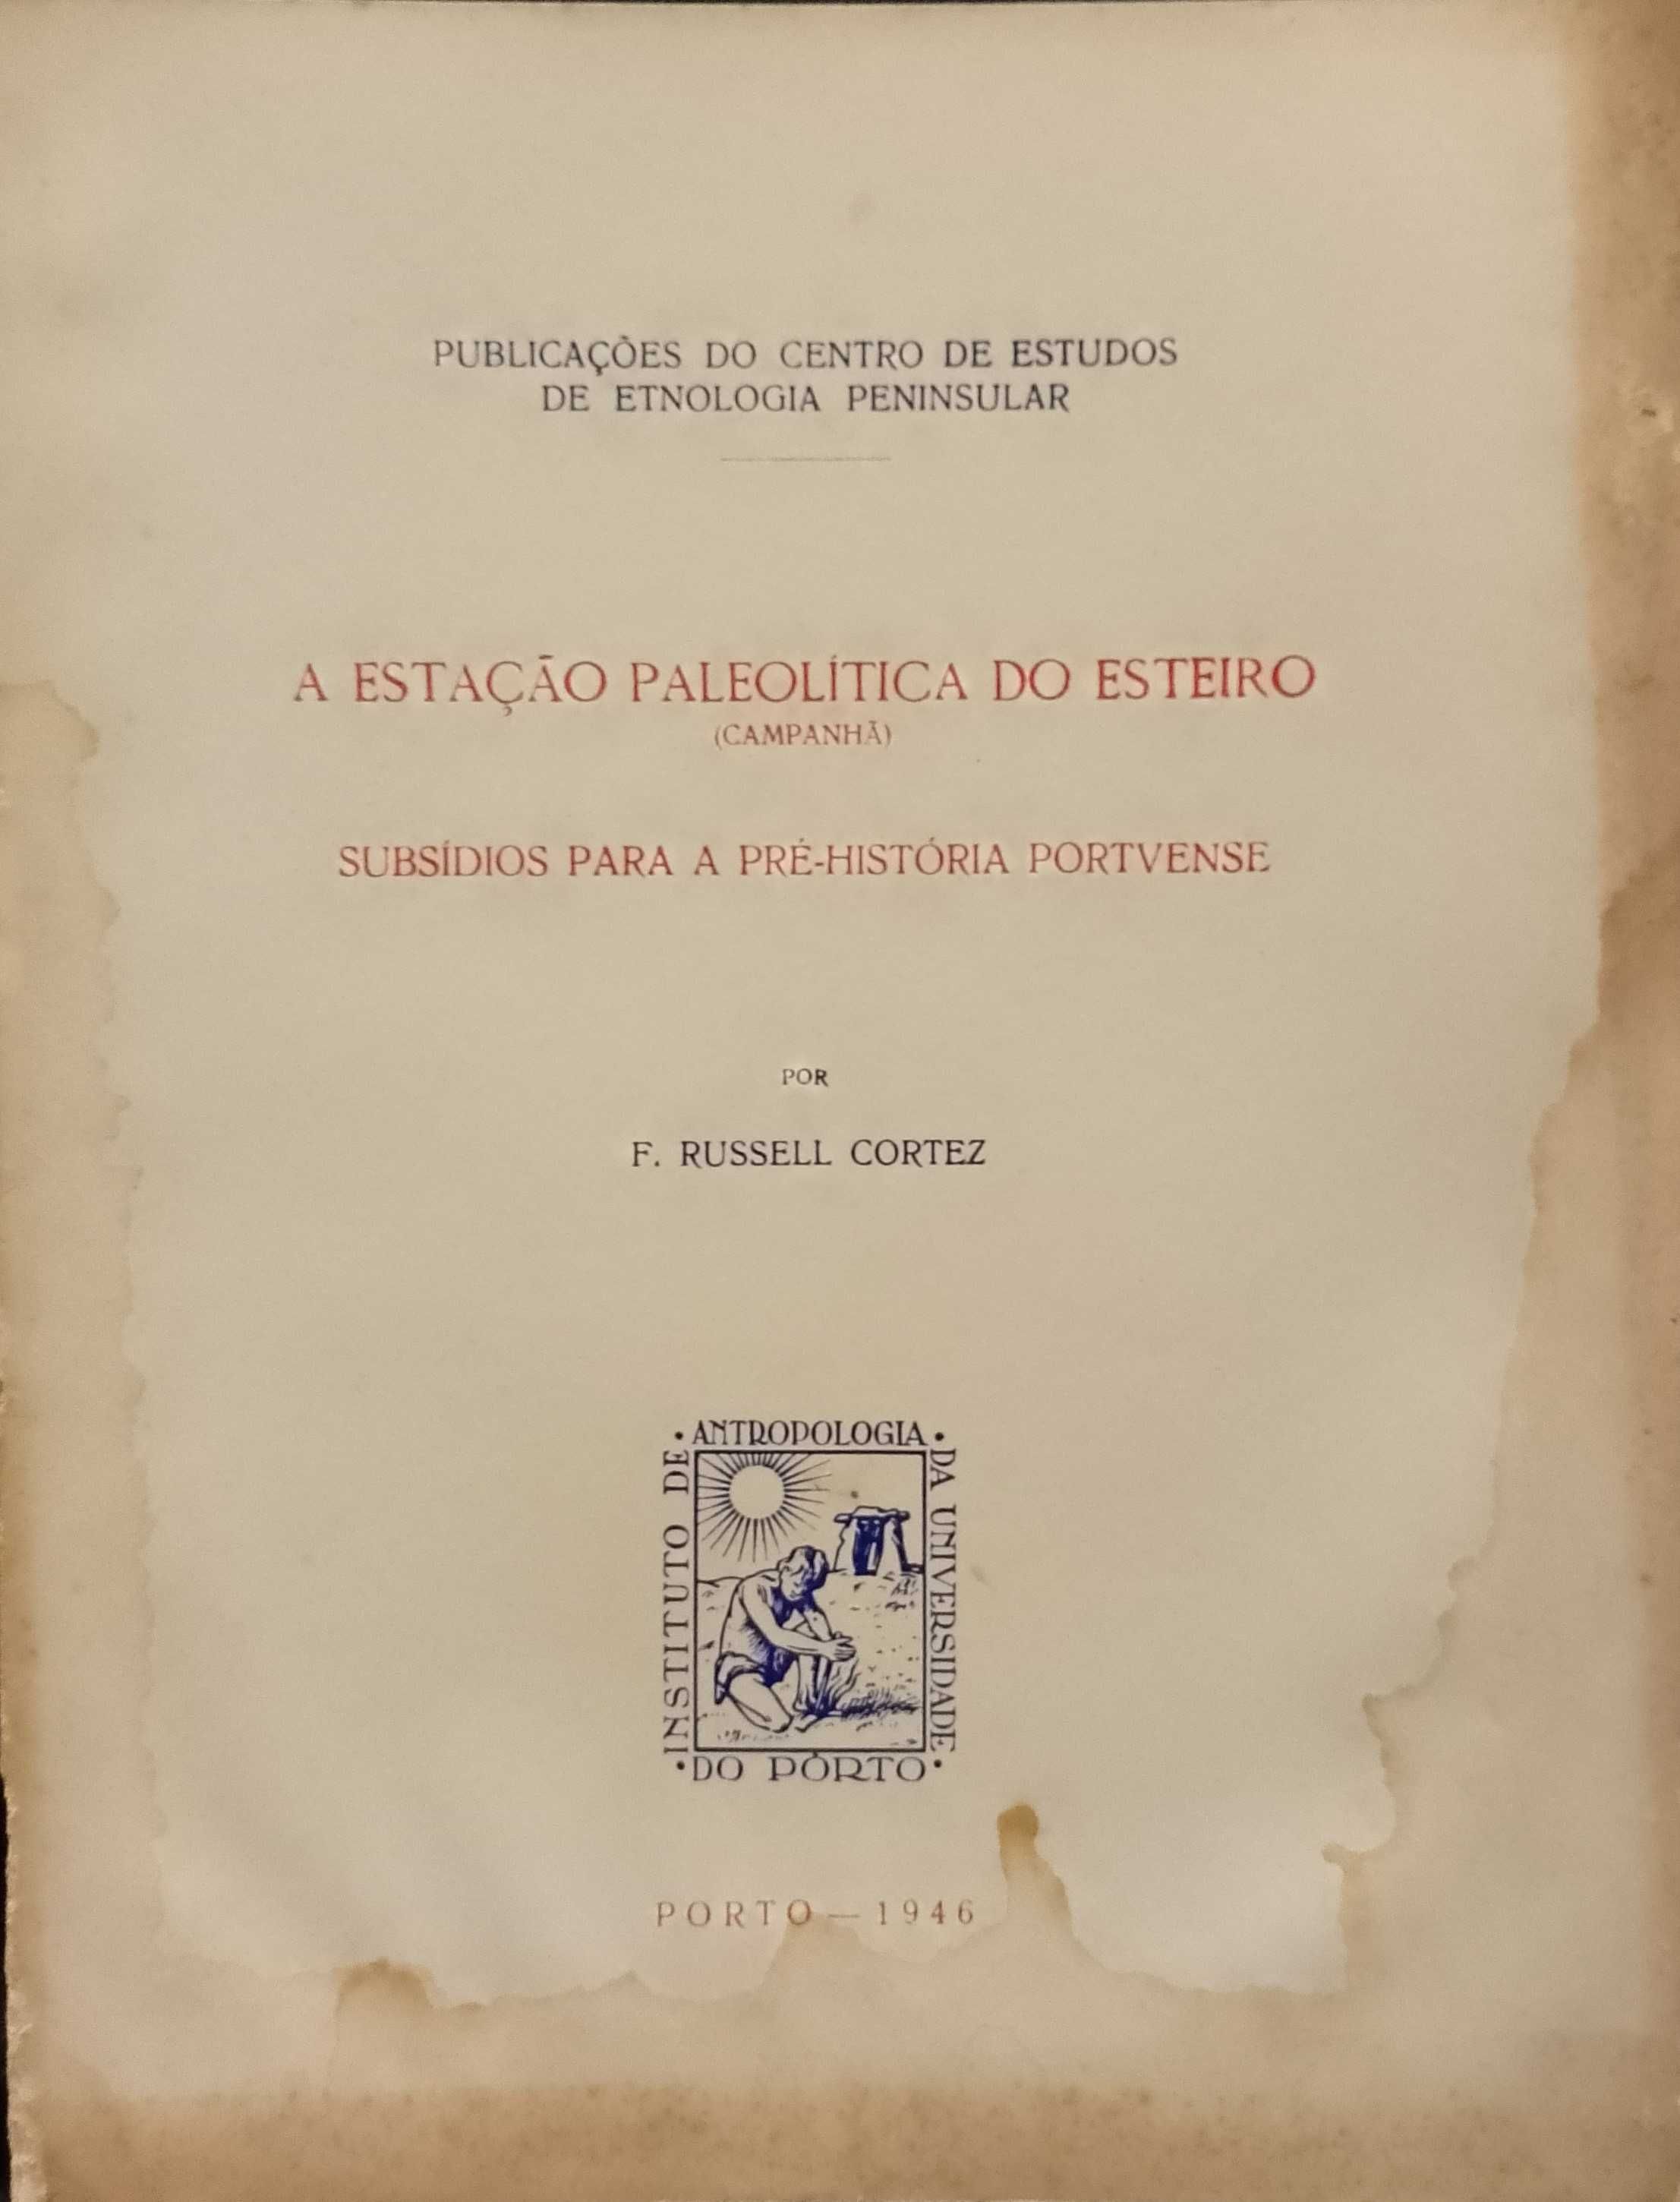 PUBLICAÇÕES DO CENTRO DE ESTUDOS
DE ETNOLOGIA PENINSULAR
A ESTAÇÃO PALEOLÍTICA DO ESTEIRO
(CAMPANHÃ)
SUBSÍDIOS PARA A PRÉ-HISTÓRIA PORTVENSE
POR
F. RUSSELL CORTEZ
INSTITUTO DE
• ANTROPOLOGIA •
DA UNIVERSIDADE
• DO PÔRTO •
PORTO — 1946